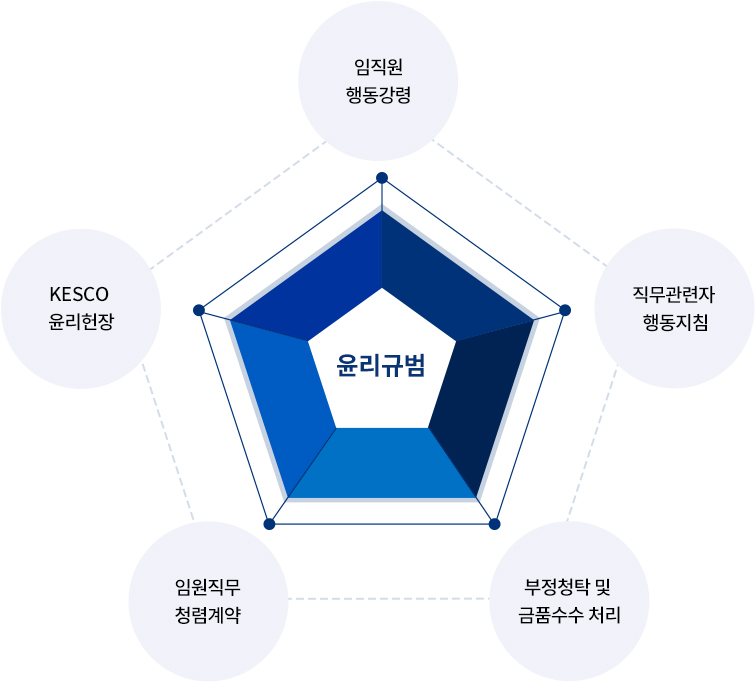 임직원
행동강령
KESCO
윤리헌장
직무관련자
행동지침
윤리규범
임원직무
청렴계약
부정청탁 및
금품수수 처리